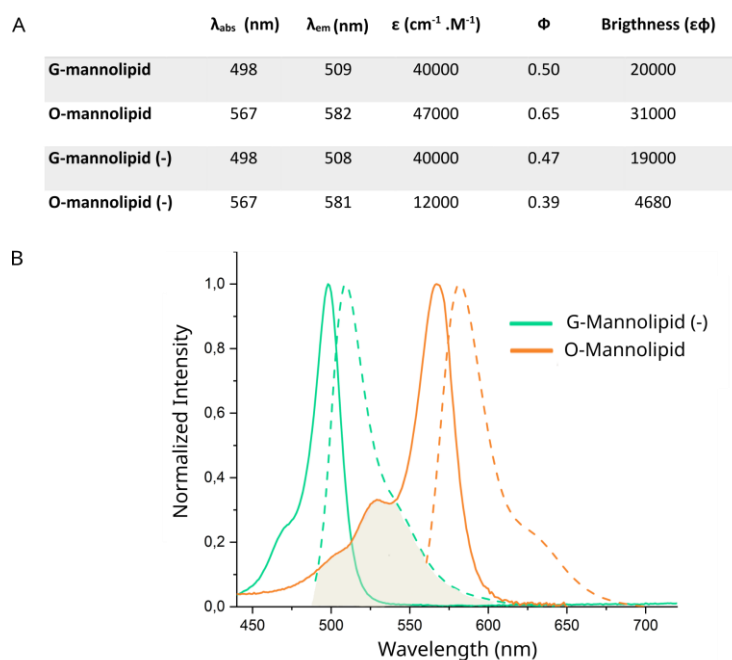 A
λabs (nm) λem (nm) ε (cm⁻¹ .M⁻¹) Φ Brigthness (εϕ)
G-mannolipid 498 509 40000 0.50 20000
O-mannolipid 567 582 47000 0.65 31000
G-mannolipid (-) 498 508 40000 0.47 19000
O-mannolipid (-) 567 581 12000 0.39 4680
B
1,0
0,8
0,6
0,4
0,2
0,0
Normalized Intensity
G-Mannolipid (-)
O-Mannolipid
450 500 550 600 650 700
Wavelength (nm)